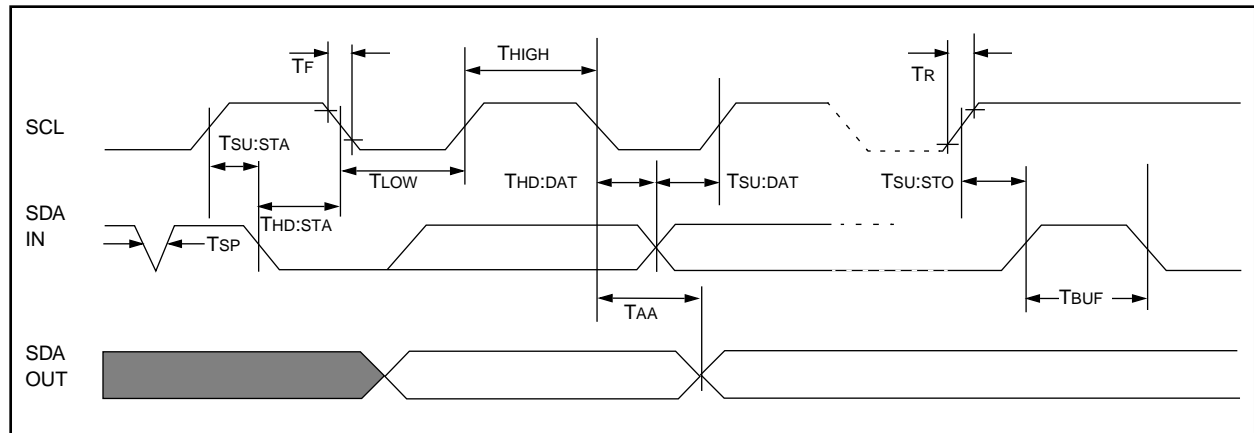 TF
THIGH
TR
SCL
TSU:STA
TLOW
THD:DAT
TSU:DAT
TSU:STO
THD:STA
SDA
IN
TSP
TAA
TBUF
SDA
OUT